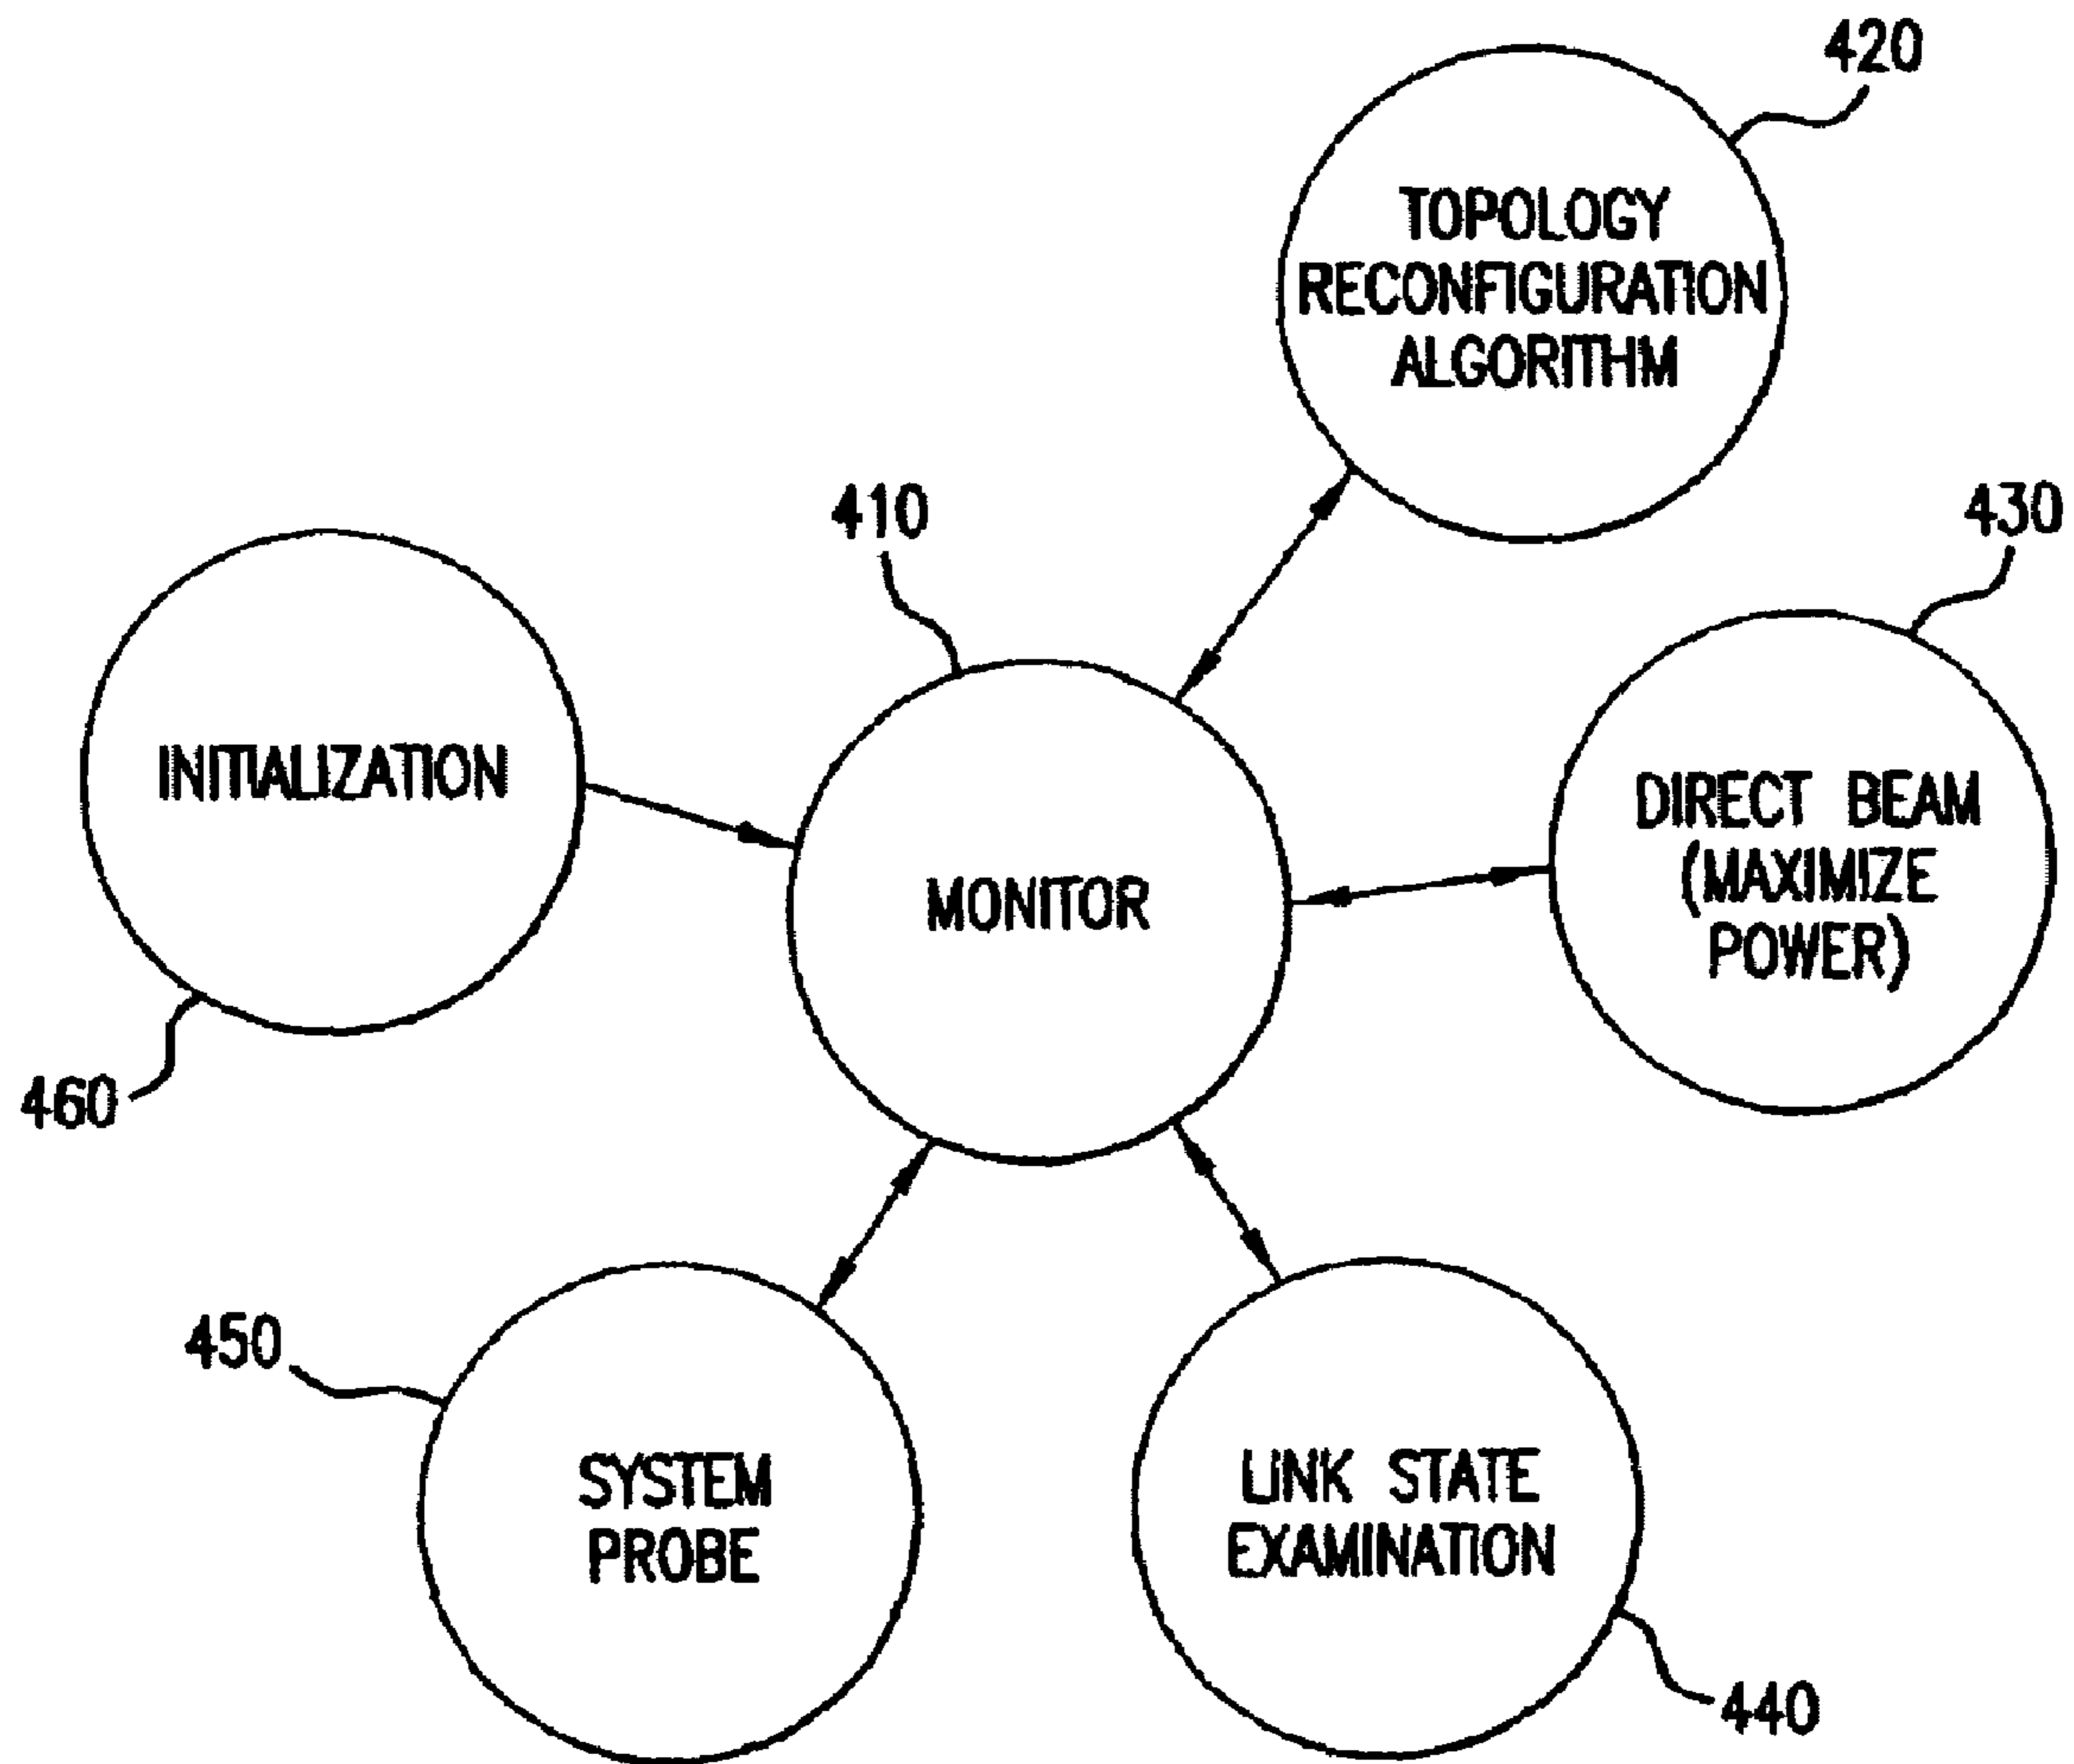 420
TOPOLOGY
RECONFIGURATION
ALGORITHM
410
430
INITIALIZATION
MONITOR
DIRECT BEAM
(MAXIMIZE
POWER)
460
450
SYSTEM
PROBE
LINK STATE
EXAMINATION
440